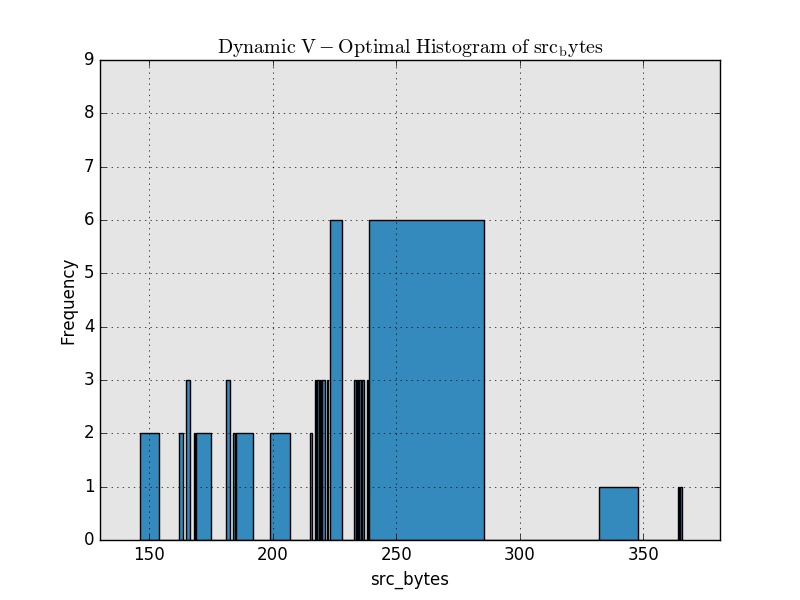 Dynamic V − Optimal Histogram of src_bytes
9
8
7
6
5
4
3
2
1
0
Frequency
150 200 250 300 350
src_bytes